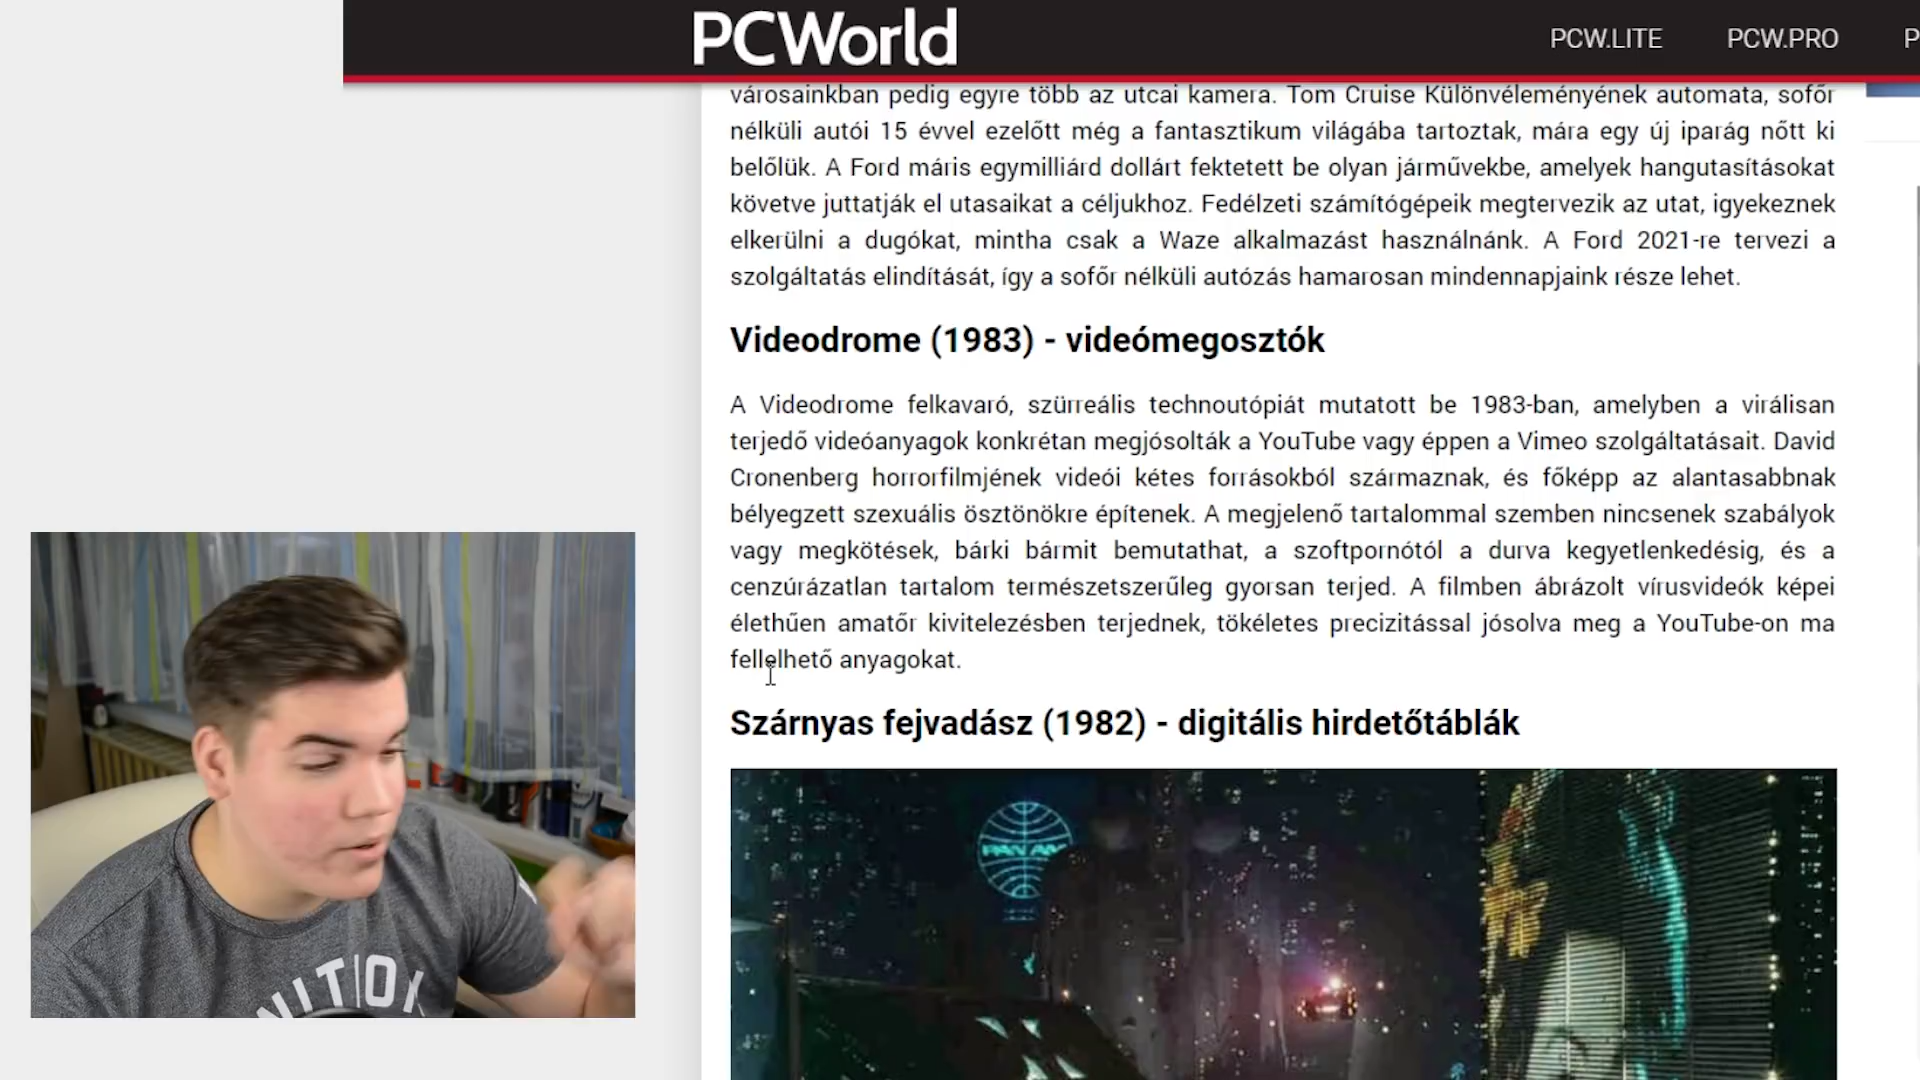 PCWorld
PCW.LITE PCW.PRO P
városainkban pedig egyre több az utcai kamera. Tom Cruise Különvéleményének automata, sofőr
nélküli autói 15 évvel ezelőtt még a fantasztikum világába tartoztak, mára egy új iparág nőtt ki
belőlük. A Ford máris egymilliárd dollárt fektetett be olyan járművekbe, amelyek hangutasításokat
követve juttatják el utasaikat a céljukhoz. Fedélzeti számítógépeik megtervezik az utat, igyekeznek
elkerülni a dugókat, mintha csak a Waze alkalmazást használnánk. A Ford 2021-re tervezi a
szolgáltatás elindítását, így a sofőr nélküli autózás hamarosan mindennapjaink része lehet.
Videodrome (1983) - videómegosztók
A Videodrome felkavaró, szürreális technoutópiát mutatott be 1983-ban, amelyben a virálisan
terjedő videóanyagok konkrétan megjósolták a YouTube vagy éppen a Vimeo szolgáltatásait. David
Cronenberg horrorfilmjének videói kétes forrásokból származnak, és főképp az alantasabbnak
bélyegzett szexuális ösztönökre építenek. A megjelenő tartalommal szemben nincsenek szabályok
vagy megkötések, bárki bármit bemutathat, a szoftpornótól a durva kegyetlenkedésig, és a
cenzúrázatlan tartalom természetszerűleg gyorsan terjed. A filmben ábrázolt vírusvideók képei
élethűen amatőr kivitelezésben terjednek, tökéletes precizitással jósolva meg a YouTube-on ma
fellelhető anyagokat.
Szárnyas fejvadász (1982) - digitális hirdetőtáblák
PAN AM
NITION